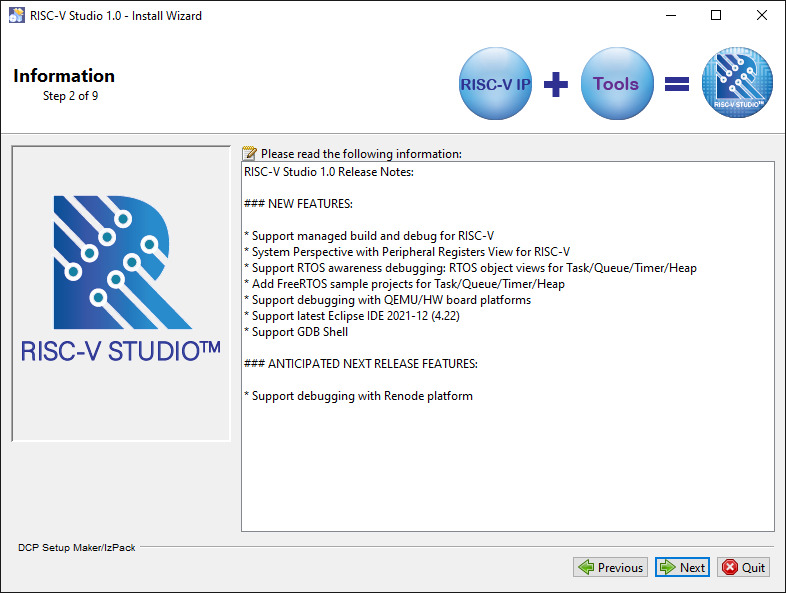 RISC-V Studio 1.0 - Install Wizard
Information
Step 2 of 9
RISC-V IP
Tools
RISC-V STUDIO™
RISC-V STUDIO™
Please read the following information:
RISC-V Studio 1.0 Release Notes:
### NEW FEATURES:
* Support managed build and debug for RISC-V
* System Perspective with Peripheral Registers View for RISC-V
* Support RTOS awareness debugging: RTOS object views for Task/Queue/Timer/Heap
* Add FreeRTOS sample projects for Task/Queue/Timer/Heap
* Support debugging with QEMU/HW board platforms
* Support latest Eclipse IDE 2021-12 (4.22)
* Support GDB Shell
### ANTICIPATED NEXT RELEASE FEATURES:
* Support debugging with Renode platform
DCP Setup Maker/IzPack
Previous
Next
Quit